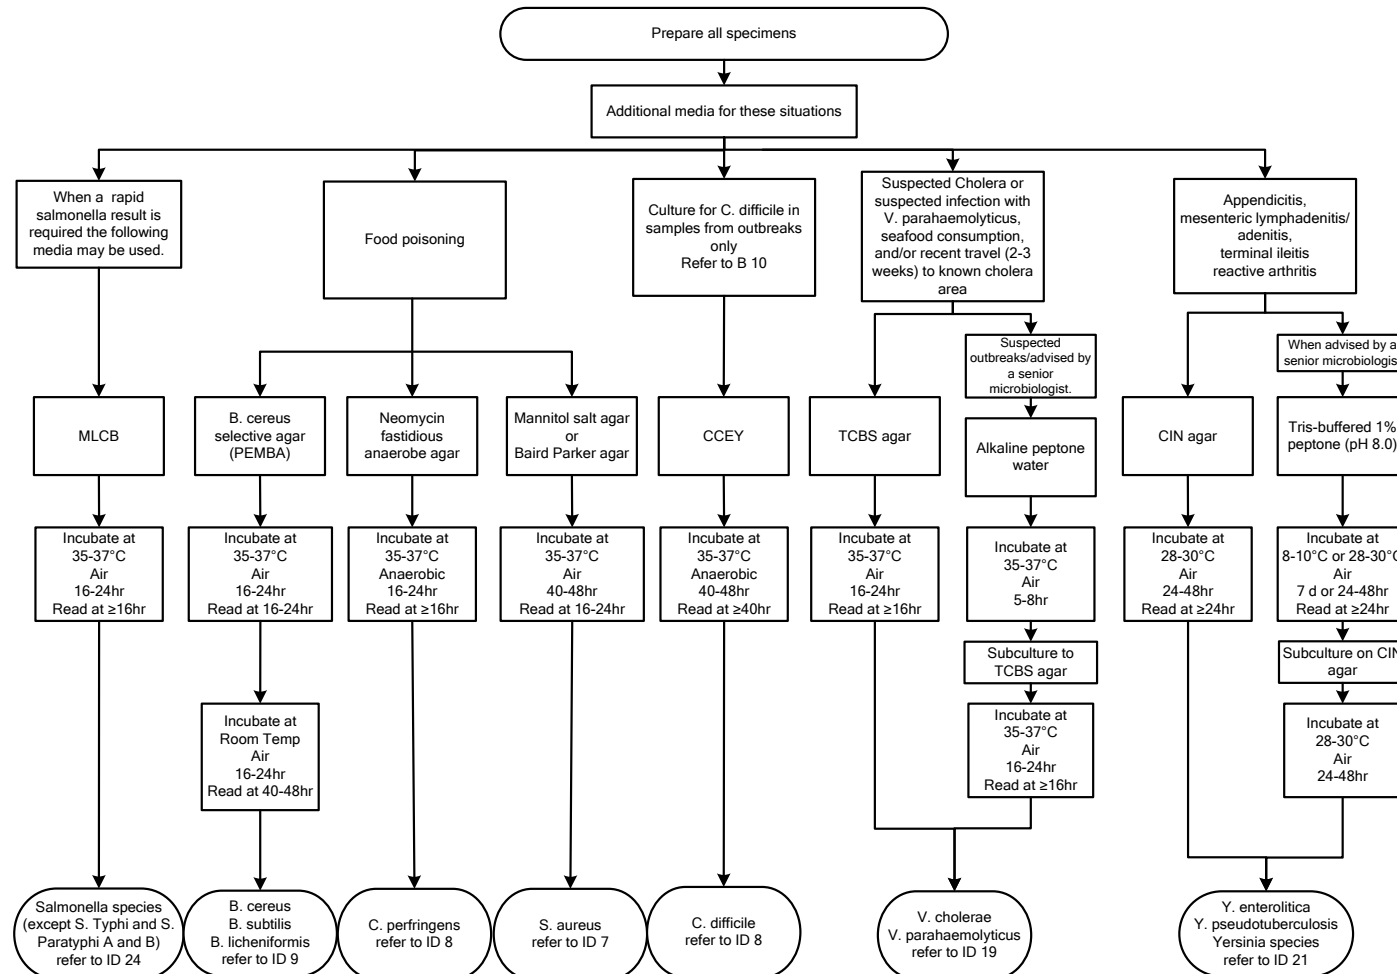 Prepare all specimens
Additional media for these situations
When a rapid
salmonella result is
required the following
media may be used.
Food poisoning
Culture for C. difficile in
samples from outbreaks
only
Refer to B 10
Suspected Cholera or
suspected infection with
V. parahaemolyticus,
seafood consumption,
and/or recent travel (2-3
weeks) to known cholera
area
Appendicitis,
mesenteric lymphadenitis/
adenitis,
terminal ileitis
reactive arthritis
Suspected
outbreaks/advised by
a senior
microbiologist.
When advised by a
senior microbiologis
MLCB
B. cereus
selective agar
(PEMBA)
Neomycin
fastidious
anaerobe agar
Mannitol salt agar
or
Baird Parker agar
CCEY
TCBS agar
Alkaline peptone
water
CIN agar
Tris-buffered 1%
peptone (pH 8.0)
Incubate at
35-37°C
Air
16-24hr
Read at ≥16hr
Incubate at
35-37°C
Air
16-24hr
Read at 16-24hr
Incubate at
35-37°C
Anaerobic
16-24hr
Read at ≥16hr
Incubate at
35-37°C
Air
40-48hr
Read at 16-24hr
Incubate at
35-37°C
Anaerobic
40-48hr
Read at ≥40hr
Incubate at
35-37°C
Air
16-24hr
Read at ≥16hr
Incubate at
35-37°C
Air
5-8hr
Incubate at
28-30°C
Air
24-48hr
Read at ≥24hr
Incubate at
8-10°C or 28-30°C
Air
7 d or 24-48hr
Read at ≥24hr
Subculture to
TCBS agar
Subculture on CIN
agar
Incubate at
Room Temp
Air
16-24hr
Read at 40-48hr
Incubate at
35-37°C
Air
16-24hr
Read at ≥16hr
Incubate at
28-30°C
Air
24-48hr
Salmonella species
(except S. Typhi and S.
Paratyphi A and B)
refer to ID 24
B. cereus
B. subtilis
B. licheniformis
refer to ID 9
C. perfringens
refer to ID 8
S. aureus
refer to ID 7
C. difficile
refer to ID 8
V. cholerae
V. parahaemolyticus
refer to ID 19
Y. enterolitica
Y. pseudotuberculosis
Yersinia species
refer to ID 21